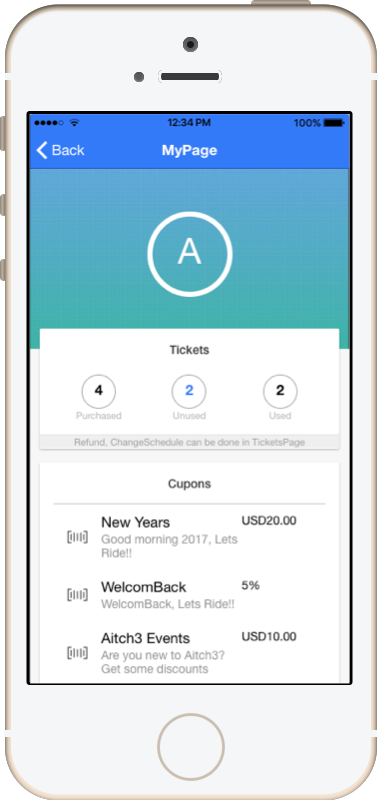 12:34 PM 100%
Back MyPage
A
Tickets
4 2 2
Purchased Unused Used
Refund, ChangeSchedule can be done in TicketsPage
Cupons
New Years USD20.00
Good morning 2017, Lets
Ride!!
WelcomBack 5%
WelcomBack, Lets Ride!!
Aitch3 Events USD10.00
Are you new to Aitch3?
Get some discounts